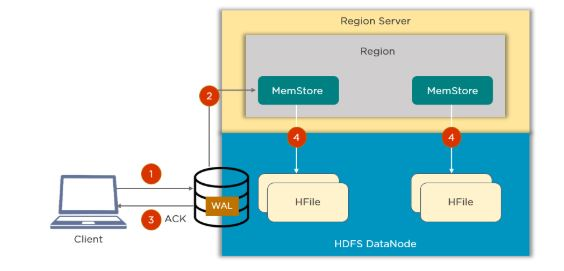 Region Server
Region
MemStore
MemStore
2
4
4
1
WAL
HFile
HFile
3 ACK
Client
HDFS DataNode